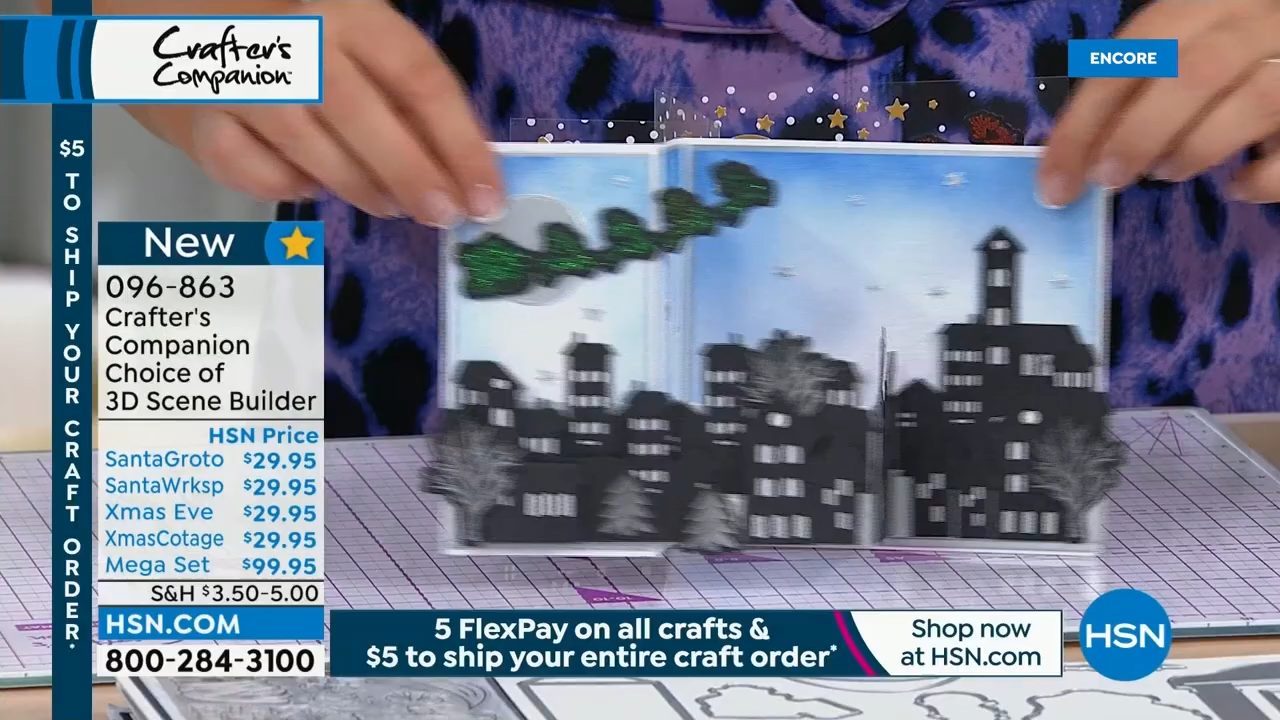 Crafter's
Companion
ENCORE
$5 TO SHIP YOUR CRAFT ORDER.
New
096-863
Crafter's
Companion
Choice of
3D Scene Builder
HSN Price
SantaGroto $29.95
SantaWrksp $29.95
Xmas Eve $29.95
XmasCotage $29.95
Mega Set $99.95
S&H $3.50-5.00
HSN.COM
800-284-3100
5 FlexPay on all crafts &
$5 to ship your entire craft order*
Shop now
at HSN.com
HSN